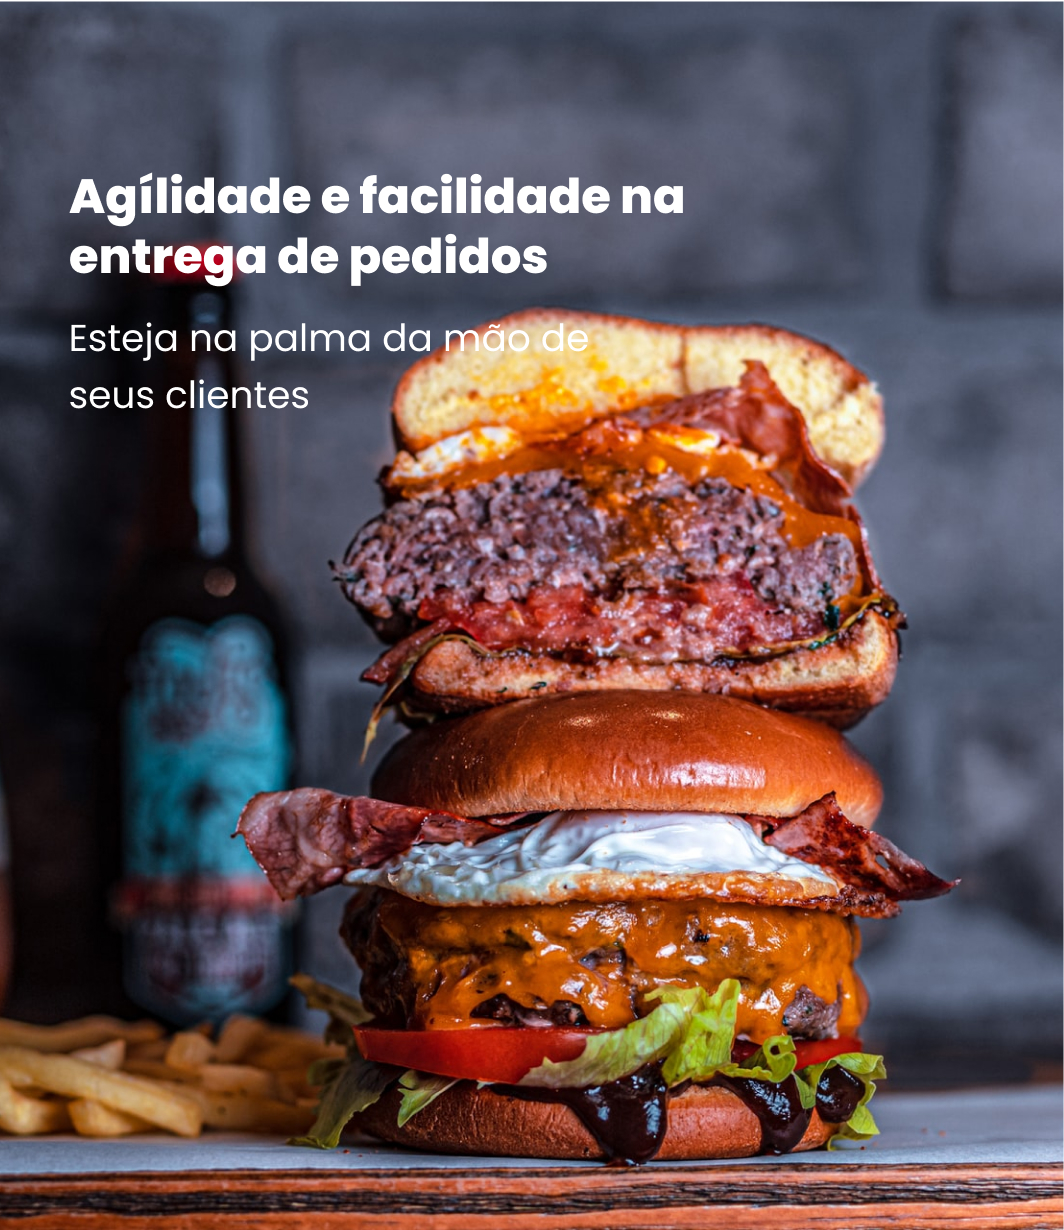 Agílidade e facilidade na
entrega de pedidos
Esteja na palma da mão de
seus clientes